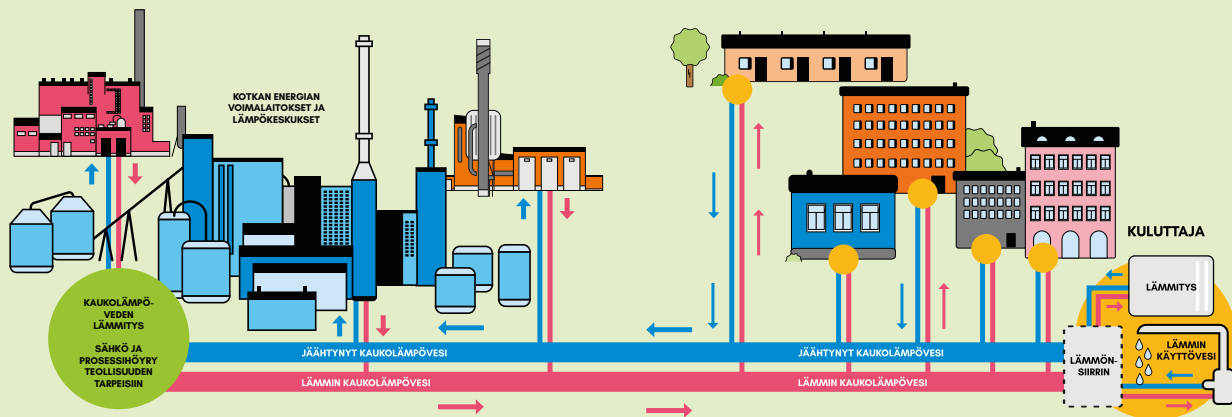 KOTKAN ENERGIAN
VOIMALAITOKSET JA
LÄMPÖKESKUKSET
KAUKOLÄMPÖ-
VEDEN
LÄMMITYS
SÄHKÖ JA
PROSESSIHÖYRY
TEOLLISUUDEN
TARPEISIIN
JÄÄHTYNYT KAUKOLÄMPÖVESI
LÄMMIN KAUKOLÄMPÖVESI
JÄÄHTYNYT KAUKOLÄMPÖVESI
LÄMMIN KAUKOLÄMPÖVESI
KULUTTAJA
LÄMMITYS
LÄMMÖN-
SIIRRIN
LÄMMIN
KÄYTTÖVESI